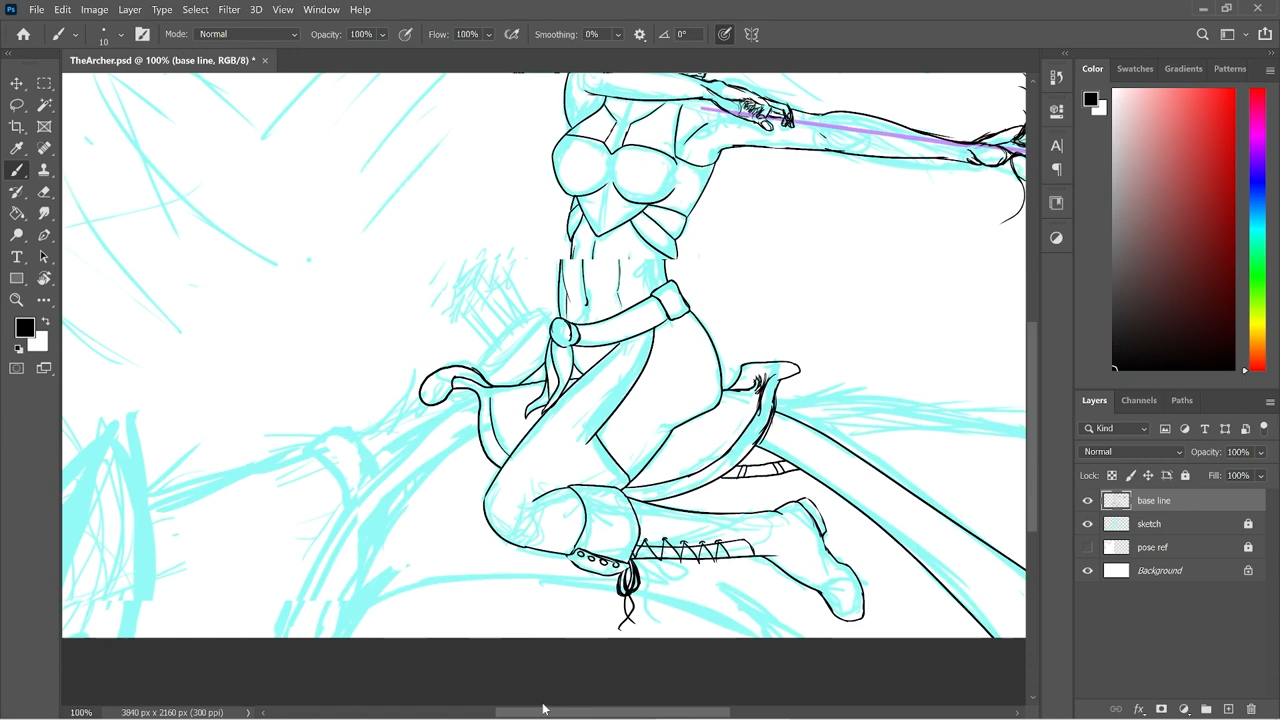 Ps File Edit Image Layer Type Select Filter 3D View Window Help
10 Mode: Normal Opacity: 100% Flow: 100% Smoothing: 0% 0°
TheArcher.psd @ 100% (base line, RGB/8) *
Color Swatches Gradients Patterns
Layers Channels Paths
Kind
Normal Opacity: 100%
Lock: Fill: 100%
base line
sketch
pose ref
Background
100% 3840 px x 2160 px (300 ppi)